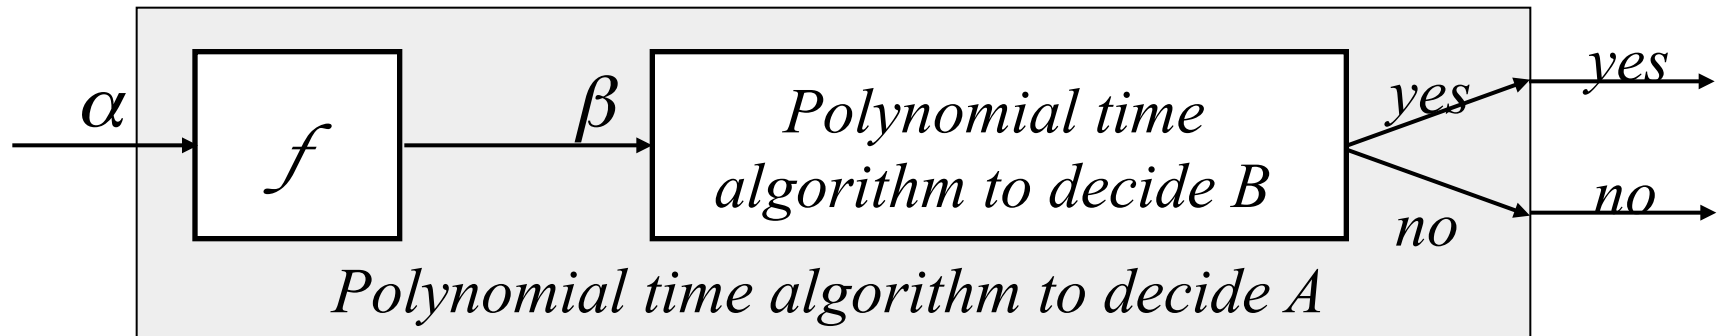 α
f
β
Polynomial time
algorithm to decide B
yes
no
yes
no
Polynomial time algorithm to decide A